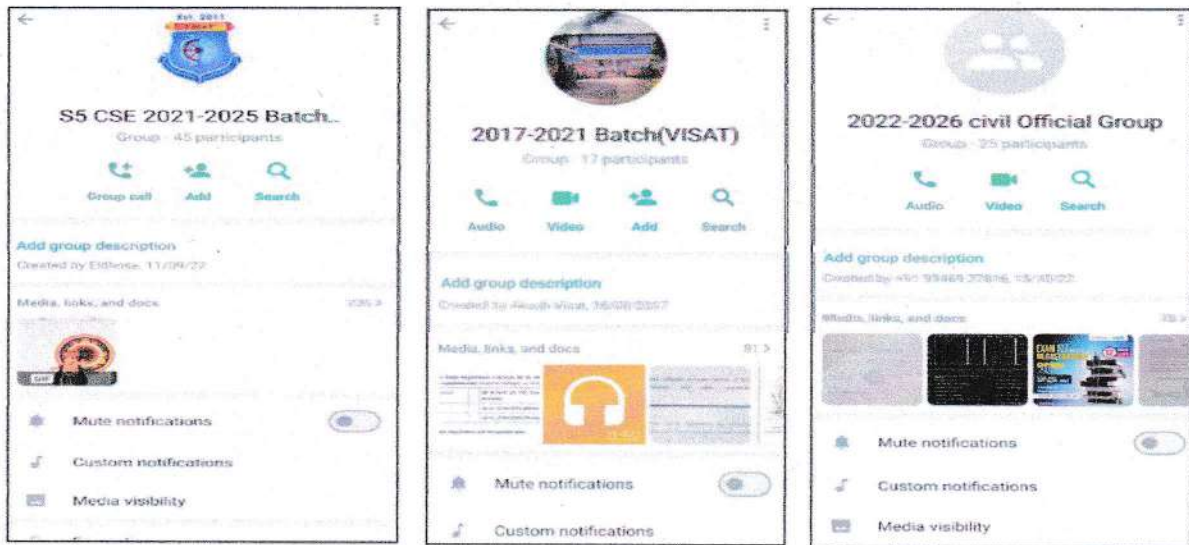 Est. 2011
S5 CSE 2021-2025 Batch..
Group · 45 participants
Group call Add Search
Add group description
Created by Eldhose, 11/09/22
Media, links, and docs
GIF
Mute notifications
Custom notifications
Media visibility
2017-2021 Batch(VISAT)
Group · 17 participants
Audio Video Add Search
Add group description
Media, links, and docs 91 >
Mute notifications
Custom notifications
2022-2026 civil Official Group
Group · 25 participants
Audio Video Search
Add group description
Media, links, and docs
Mute notifications
Custom notifications
Media visibility